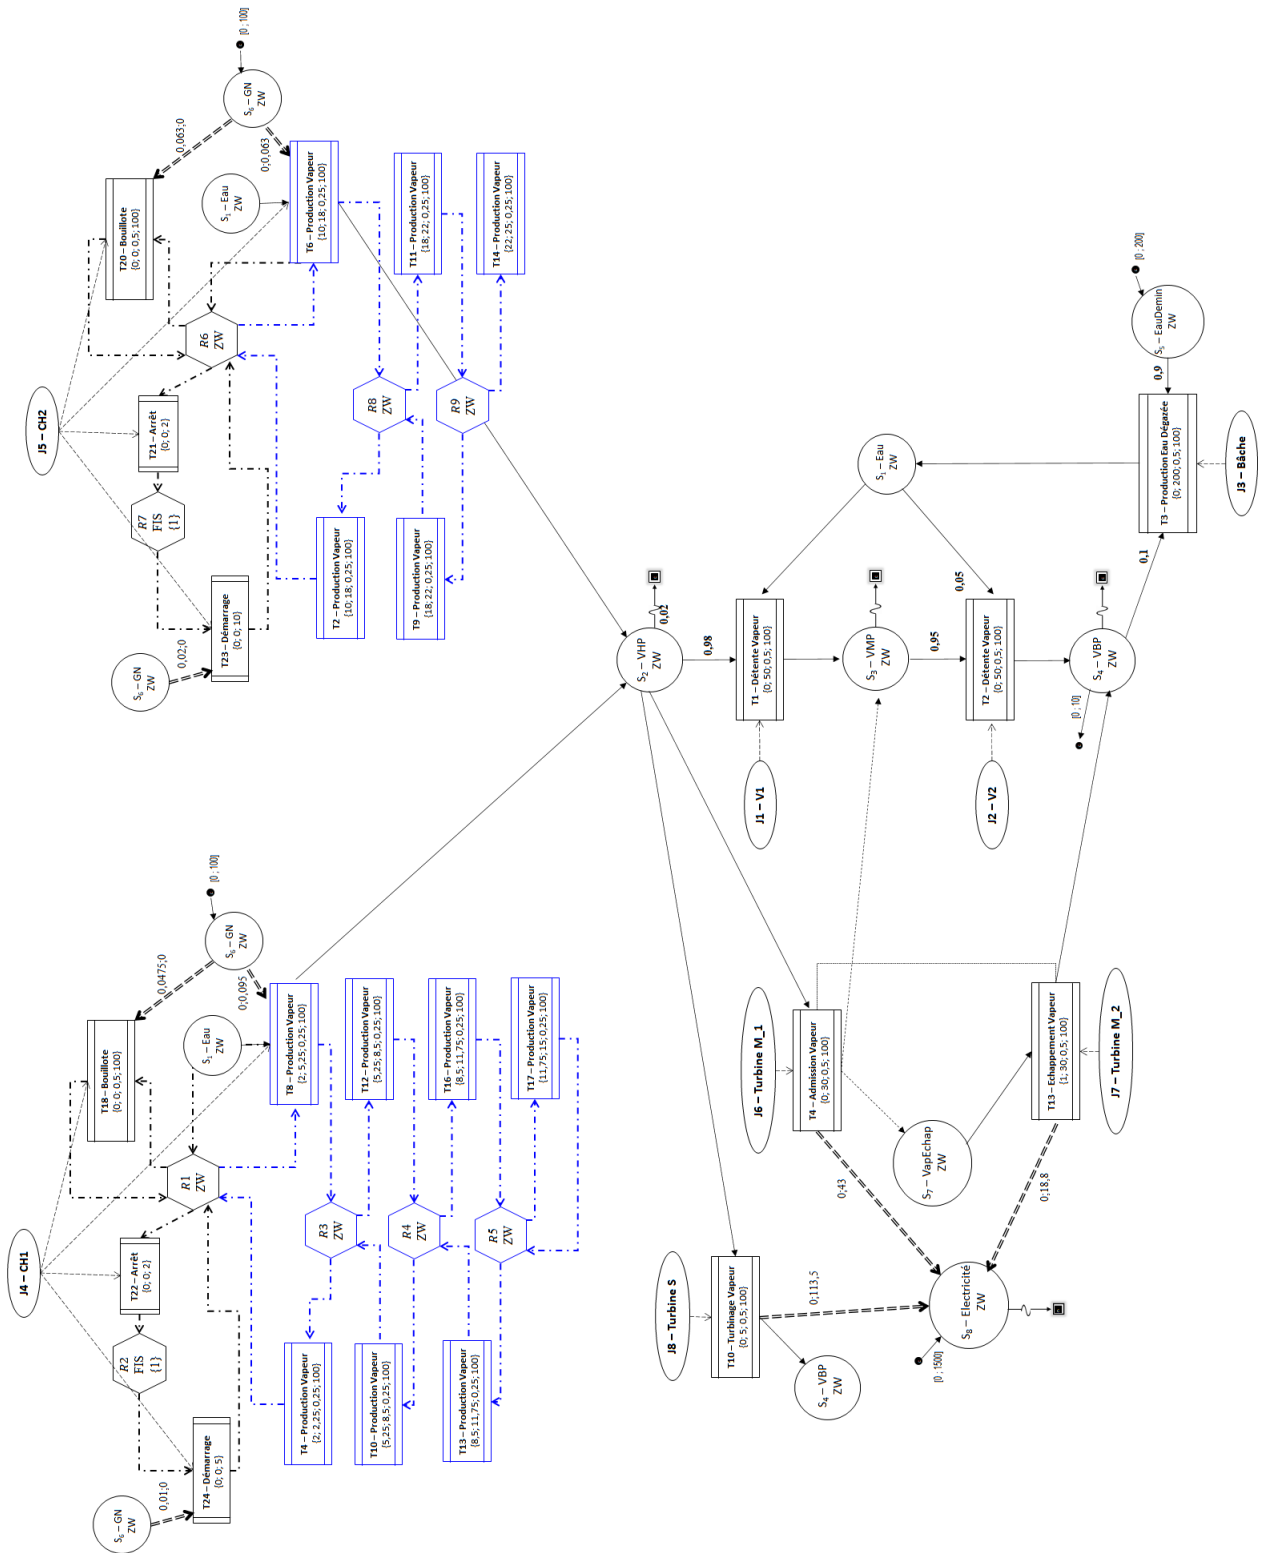 J4 – CH1
J5 – CH2
S₆ – GN
ZW
0,01;0
T24 – Démarrage
{0; 0; 5}
R2
FIS
{1}
T22 – Arrêt
{0; 0; 2}
R1
ZW
T18 – Bouillote
{0; 0; 0,5; 100}
0,0475;0
S₆ – GN
ZW
[0 ; 100]
0;0,095
S₁ – Eau
ZW
T8 – Production Vapeur
{2; 5,25; 0,25; 100}
T4 – Production Vapeur
{2; 2,25; 0,25; 100}
R3
ZW
T12 – Production Vapeur
{5,25; 8,5; 0,25; 100}
T10 – Production Vapeur
{5,25; 8,5; 0,25; 100}
R4
ZW
T16 – Production Vapeur
{8,5; 11,75; 0,25; 100}
T13 – Production Vapeur
{8,5; 11,75; 0,25; 100}
R5
ZW
T17 – Production Vapeur
{11,75; 15; 0,25; 100}
S₆ – GN
ZW
0,02;0
T23 – Démarrage
{0; 0; 10}
R7
FIS
{1}
T21 – Arrêt
{0; 0; 2}
R6
ZW
T20 – Bouillote
{0; 0; 0,5; 100}
0,063;0
S₆ – GN
ZW
[0 ; 100]
0;0,063
S₁ – Eau
ZW
T6 – Production Vapeur
{10; 18; 0,25; 100}
T2 – Production Vapeur
{10; 18; 0,25; 100}
R8
ZW
T11 – Production Vapeur
{18; 22; 0,25; 100}
T9 – Production Vapeur
{18; 22; 0,25; 100}
R9
ZW
T14 – Production Vapeur
{22; 25; 0,25; 100}
S₂ – VHP
ZW
0,02
0,98
J8 – Turbine S
T10 – Turbinage Vapeur
{0; 5; 0,5; 100}
0;113,5
S₄ – VBP
ZW
J6 – Turbine M_1
T4 – Admission Vapeur
{0; 30; 0,5; 100}
0;43
S₇ – VapEchap
ZW
T13 – Echappement Vapeur
{1; 30; 0,5; 100}
0;18,8
J7 – Turbine M_2
[0 ; 1500]
S₈ – Electricité
ZW
J1 – V1
T1 – Détente Vapeur
{0; 50; 0,5; 100}
S₃ – VMP
ZW
0,95
0,05
J2 – V2
T2 – Détente Vapeur
{0; 50; 0,5; 100}
S₁ – Eau
ZW
S₄ – VBP
ZW
[0 ; 10]
0,1
T3 – Production Eau Dégazée
{0; 200; 0,5; 100}
0,9
S₅ – EauDemin
ZW
[0 ; 200]
J3 – Bâche